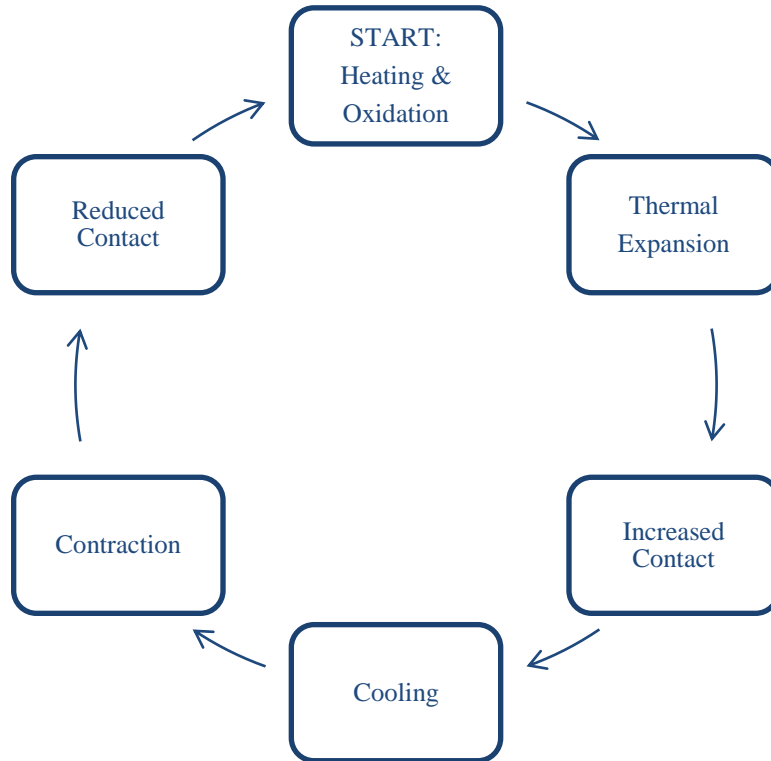 START:
Heating &
Oxidation
Thermal
Expansion
Increased
Contact
Cooling
Contraction
Reduced
Contact